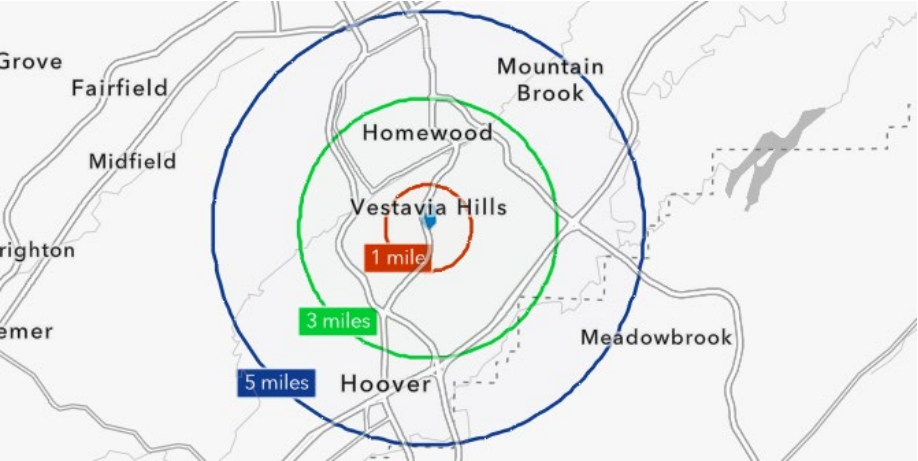 Grove
Fairfield
Mountain
Brook
Homewood
Midfield
Vestavia Hills
righton
1 mile
3 miles
emer
Meadowbrook
5 miles
Hoover